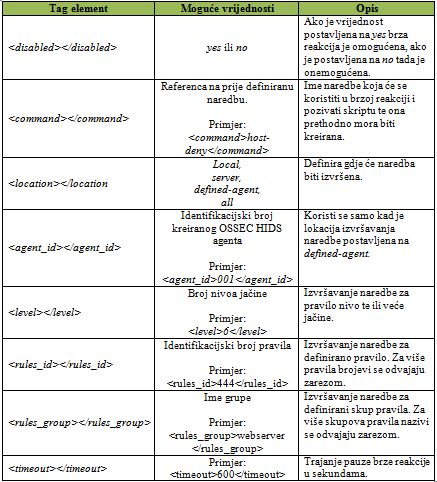 Tag element
Moguće vrijednosti
Opis
<disabled></disabled>
yes ili no
Ako je vrijednost
postavljena na yes brza
reakcija je omogućena, ako
je postavljena na no tada je
onemogućena.
<command></command>
Referenca na prije definiranu
naredbu.
Primjer:
<command>host-
deny</command>
Ime naredbe koja će se
koristiti u brzoj reakciji i
pozivati skriptu te ona
prethodno mora biti
kreirana.
<location></location
Local,
server,
defined-agent,
all
Definira gdje će naredba
biti izvršena.
<agent_id></agent_id>
Identifikacijski broj
kreiranog OSSEC HIDS
agenta
Primjer:
<agent_id>001</agent_id>
Koristi se samo kad je
lokacija izvršavanja
naredbe postavljena na
defined-agent.
<level></level>
Broj nivoa jačine
Primjer:
<level>6</level>
Izvršavanje naredbe za
pravilo nivo te ili veće
jačine.
<rules_id></rules_id>
Identifikacijski broj pravila
Primjer:
<rules_id>444</rules_id>
Izvršavanje naredbe za
definirano pravilo. Za više
pravila brojevi se odvajaju
zarezom.
<rules_group></rules_group>
Ime grupe
Primjer:
<rules_group>webserver
</rules_group>
Izvršavanje naredbe za
definirani skup pravila. Za
više skupova pravila nazivi
se odvajaju zarezom.
<timeout></timeout>
Primjer:
<timeout>600</timeout>
Trajanje pauze brze reakcije
u sekundama.